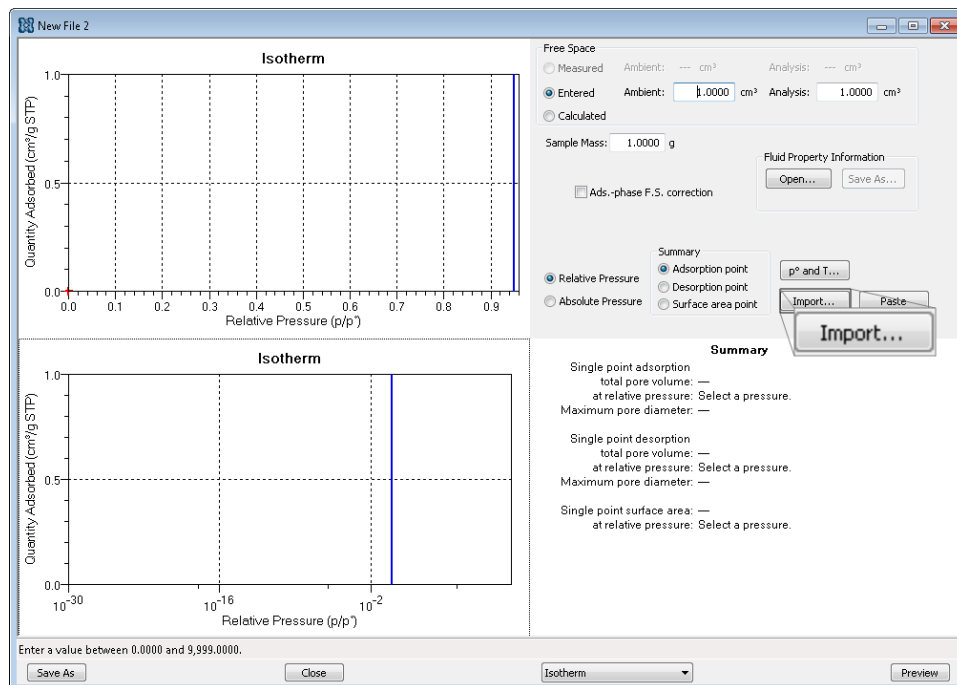 New File 2
Isotherm
1.0
0.5
0.0
Quantity Adsorbed (cm³/g STP)
0.0 0.1 0.2 0.3 0.4 0.5 0.6 0.7 0.8 0.9
Relative Pressure (p/p°)
Free Space
Measured Ambient: --- cm³ Analysis: --- cm³
Entered Ambient: 1.0000 cm³ Analysis: 1.0000 cm³
Calculated
Sample Mass: 1.0000 g
Fluid Property Information
Open... Save As...
Ads.-phase F.S. correction
Summary
Relative Pressure
Absolute Pressure
Adsorption point
Desorption point
Surface area point
p° and T...
Import... Paste
Import...
Isotherm
1.0
0.5
0.0
Quantity Adsorbed (cm³/g STP)
10⁻³⁰ 10⁻¹⁶ 10⁻²
Relative Pressure (p/p°)
Summary
Single point adsorption
total pore volume: —
at relative pressure: Select a pressure.
Maximum pore diameter: —
Single point desorption
total pore volume: —
at relative pressure: Select a pressure.
Maximum pore diameter: —
Single point surface area: —
at relative pressure: Select a pressure.
Enter a value between 0.0000 and 9,999.0000.
Save As Close Isotherm Preview